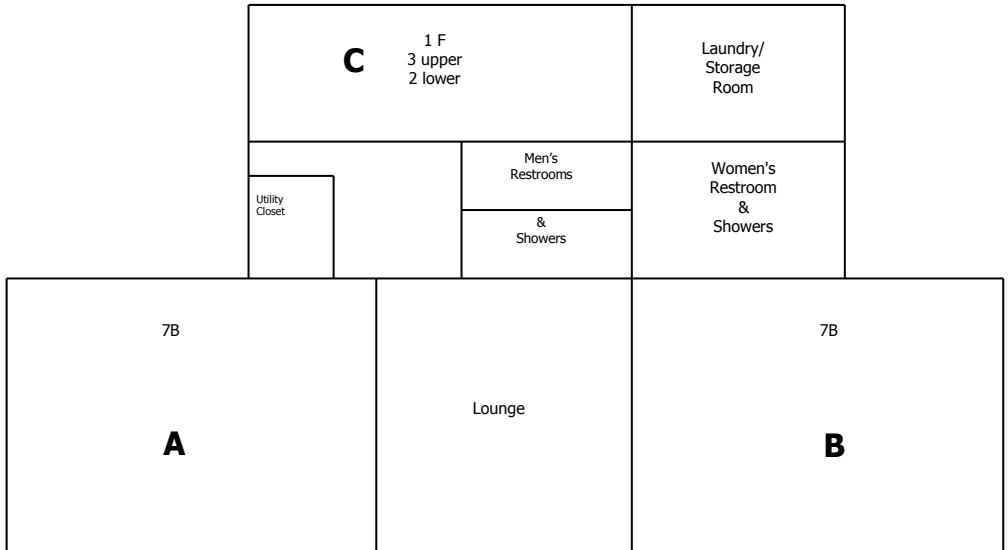 C
1 F
3 upper
2 lower
Laundry/
Storage
Room
Men’s
Restrooms
&
Showers
Women's
Restroom
&
Showers
Utility
Closet
7B
A
Lounge
7B
B